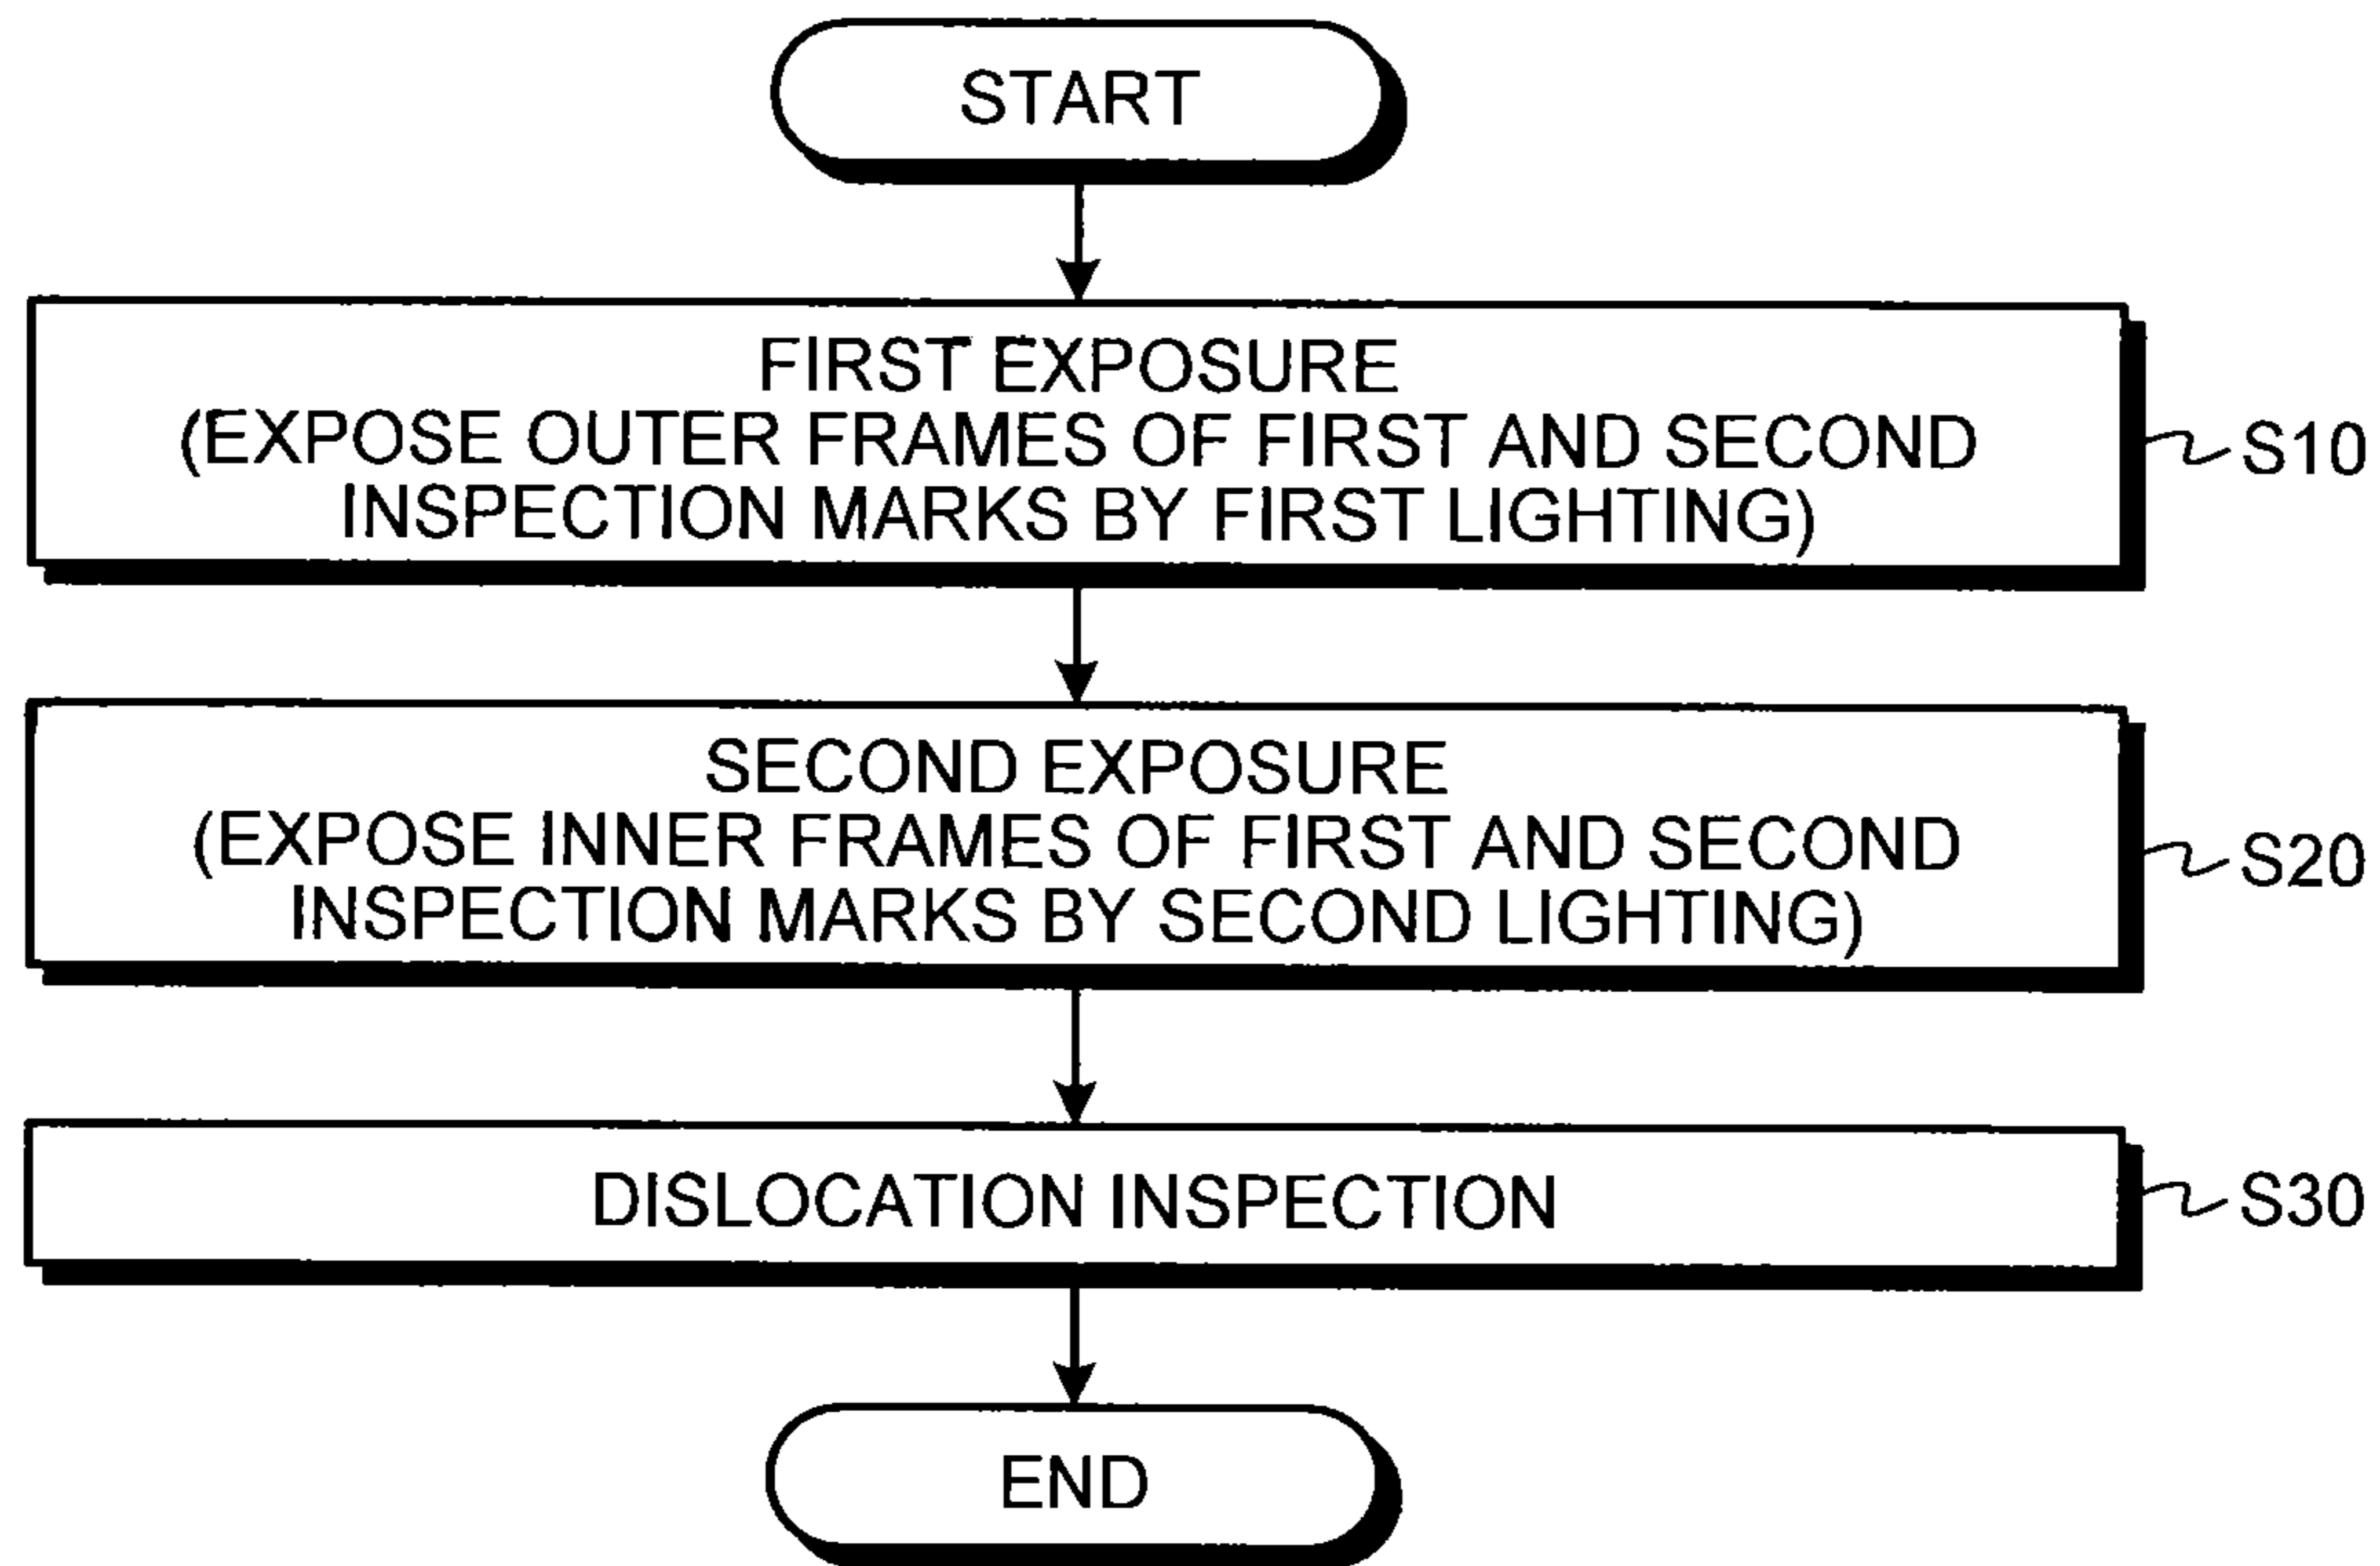 START
FIRST EXPOSURE
(EXPOSE OUTER FRAMES OF FIRST AND SECOND
INSPECTION MARKS BY FIRST LIGHTING)
S10
SECOND EXPOSURE
(EXPOSE INNER FRAMES OF FIRST AND SECOND
INSPECTION MARKS BY SECOND LIGHTING)
S20
DISLOCATION INSPECTION
S30
END